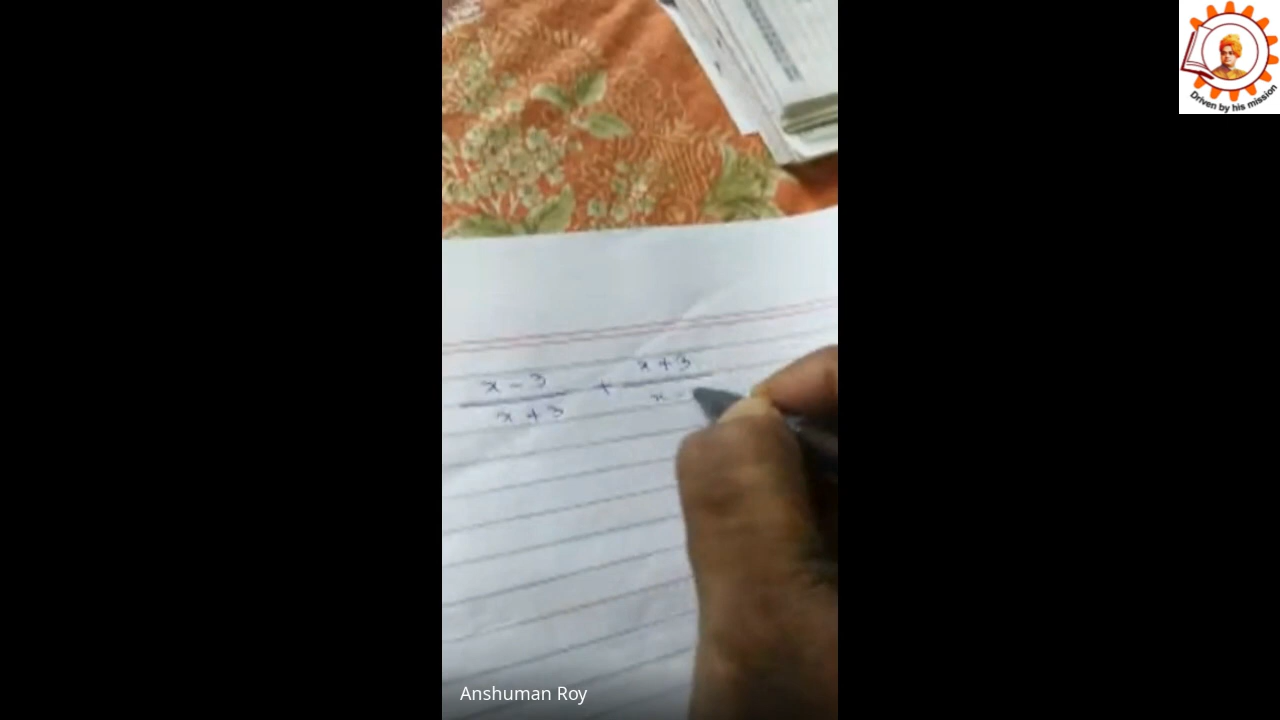 Driven by his mission
x - 3 / x + 3 + x + 3 / x -
Anshuman Roy